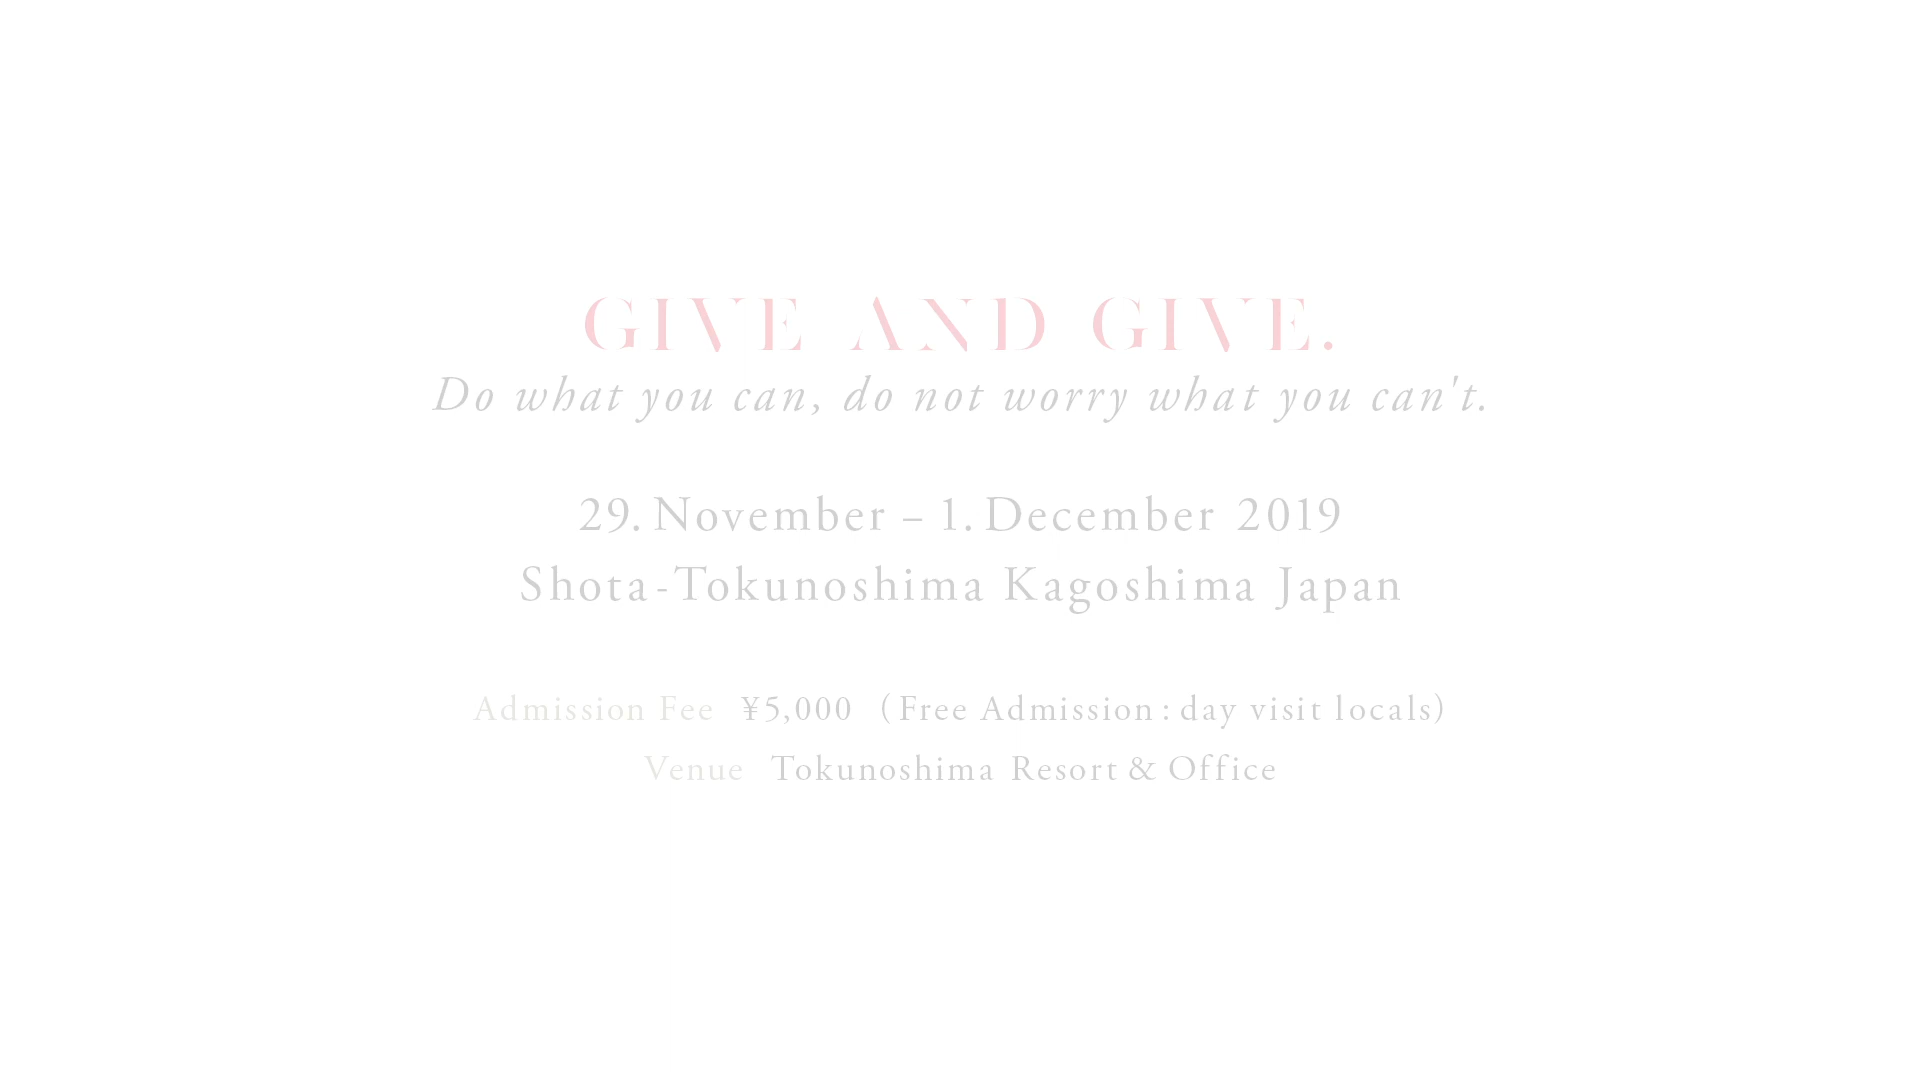 GIVE AND GIVE.
Do what you can, do not worry what you can't.
29. November – 1. December 2019
Shota-Tokunoshima Kagoshima Japan
Admission Fee ¥5,000 (Free Admission : day visit locals)
Venue Tokunoshima Resort & Office